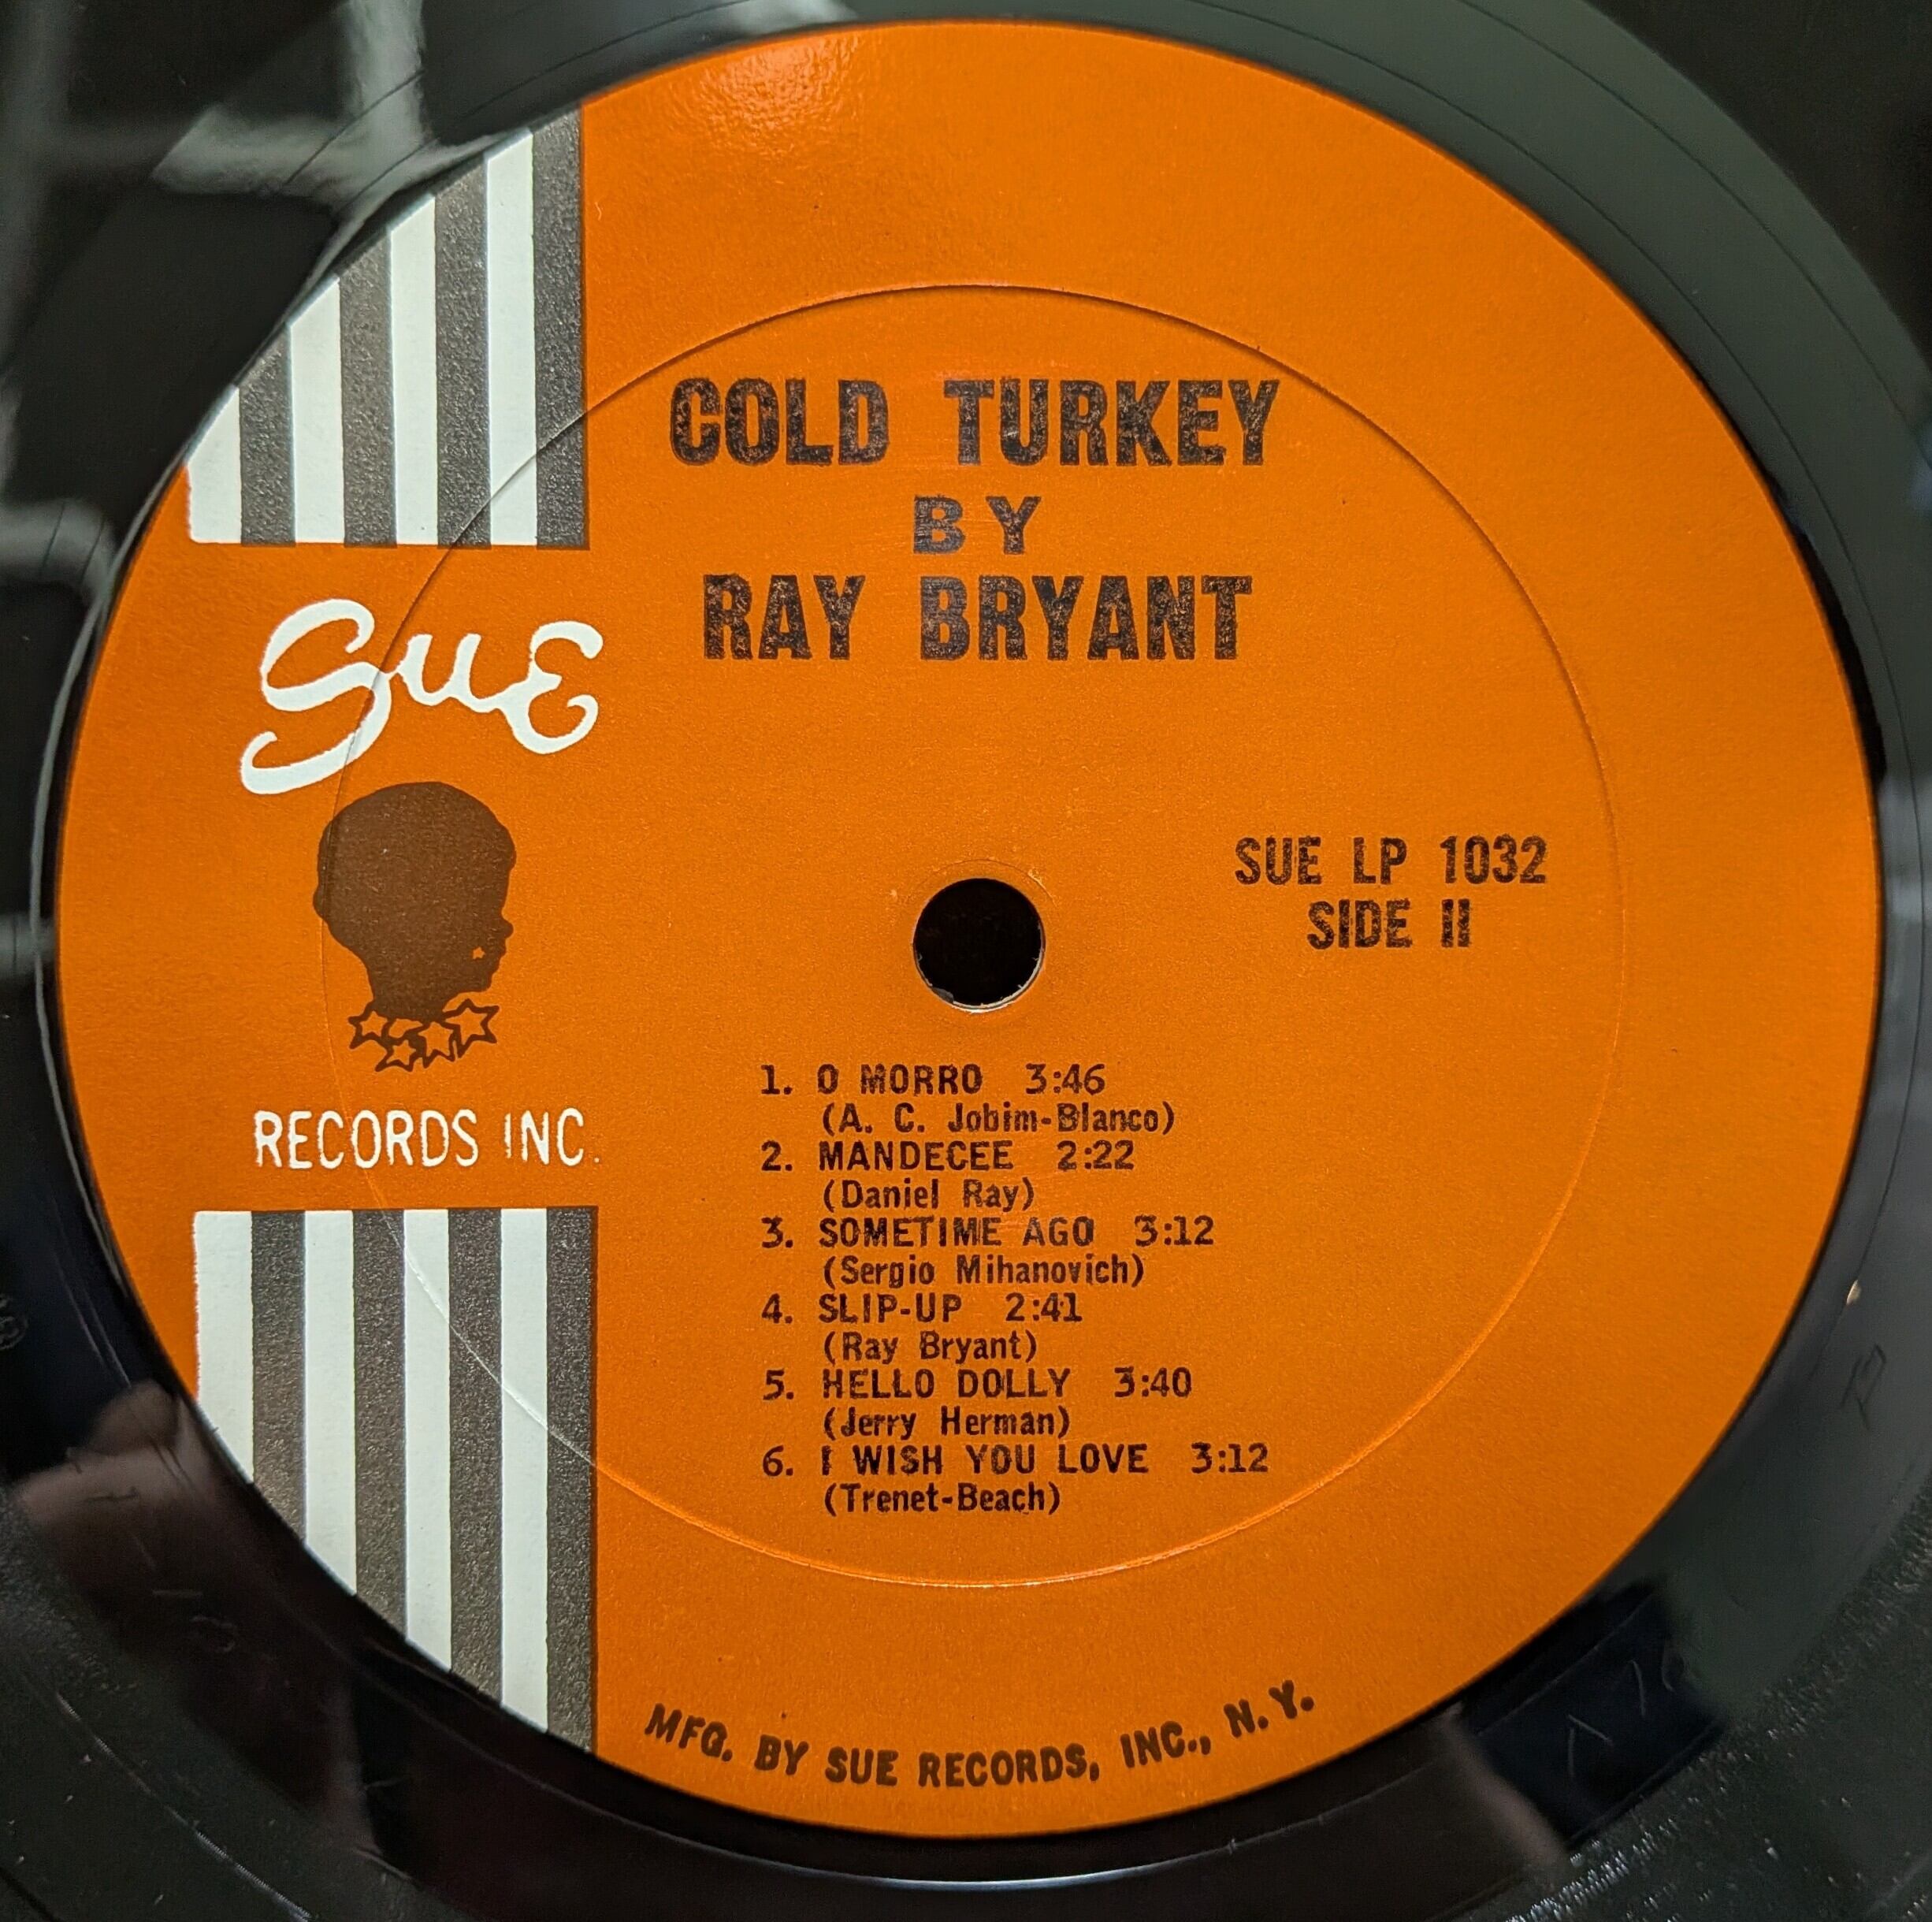 COLD TURKEY
BY
RAY BRYANT
SuE
RECORDS INC.
SUE LP 1032
SIDE II
1. O MORRO 3:46
(A. C. Jobim-Blanco)
2. MANDECEE 2:22
(Daniel Ray)
3. SOMETIME AGO 3:12
(Sergio Mihanovich)
4. SLIP-UP 2:41
(Ray Bryant)
5. HELLO DOLLY 3:40
(Jerry Herman)
6. I WISH YOU LOVE 3:12
(Trenet-Beach)
MFG. BY SUE RECORDS, INC., N. Y.